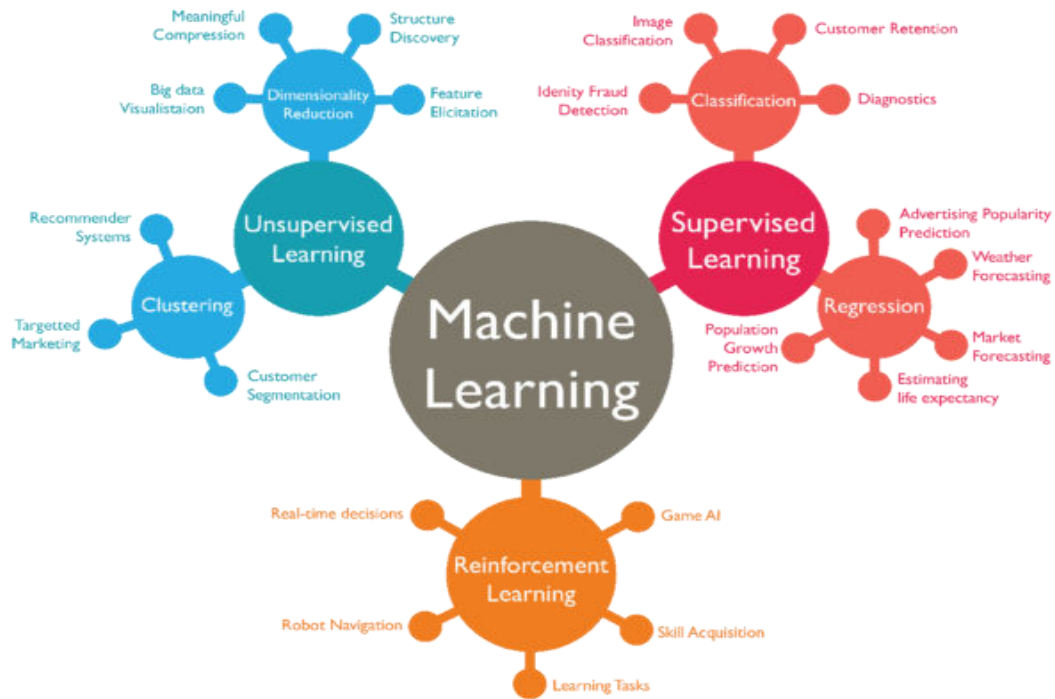 Meaningful
Compression
Structure
Discovery
Big data
Visualistaion
Dimensionality
Reduction
Feature
Elicitation
Image
Classification
Customer Retention
Idenity Fraud
Detection
Classification
Diagnostics
Unsupervised
Learning
Supervised
Learning
Recommender
Systems
Clustering
Targetted
Marketing
Customer
Segmentation
Machine
Learning
Advertising Popularity
Prediction
Weather
Forecasting
Regression
Population
Growth
Prediction
Market
Forecasting
Estimating
life expectancy
Real-time decisions
Game AI
Reinforcement
Learning
Robot Navigation
Skill Acquisition
Learning Tasks